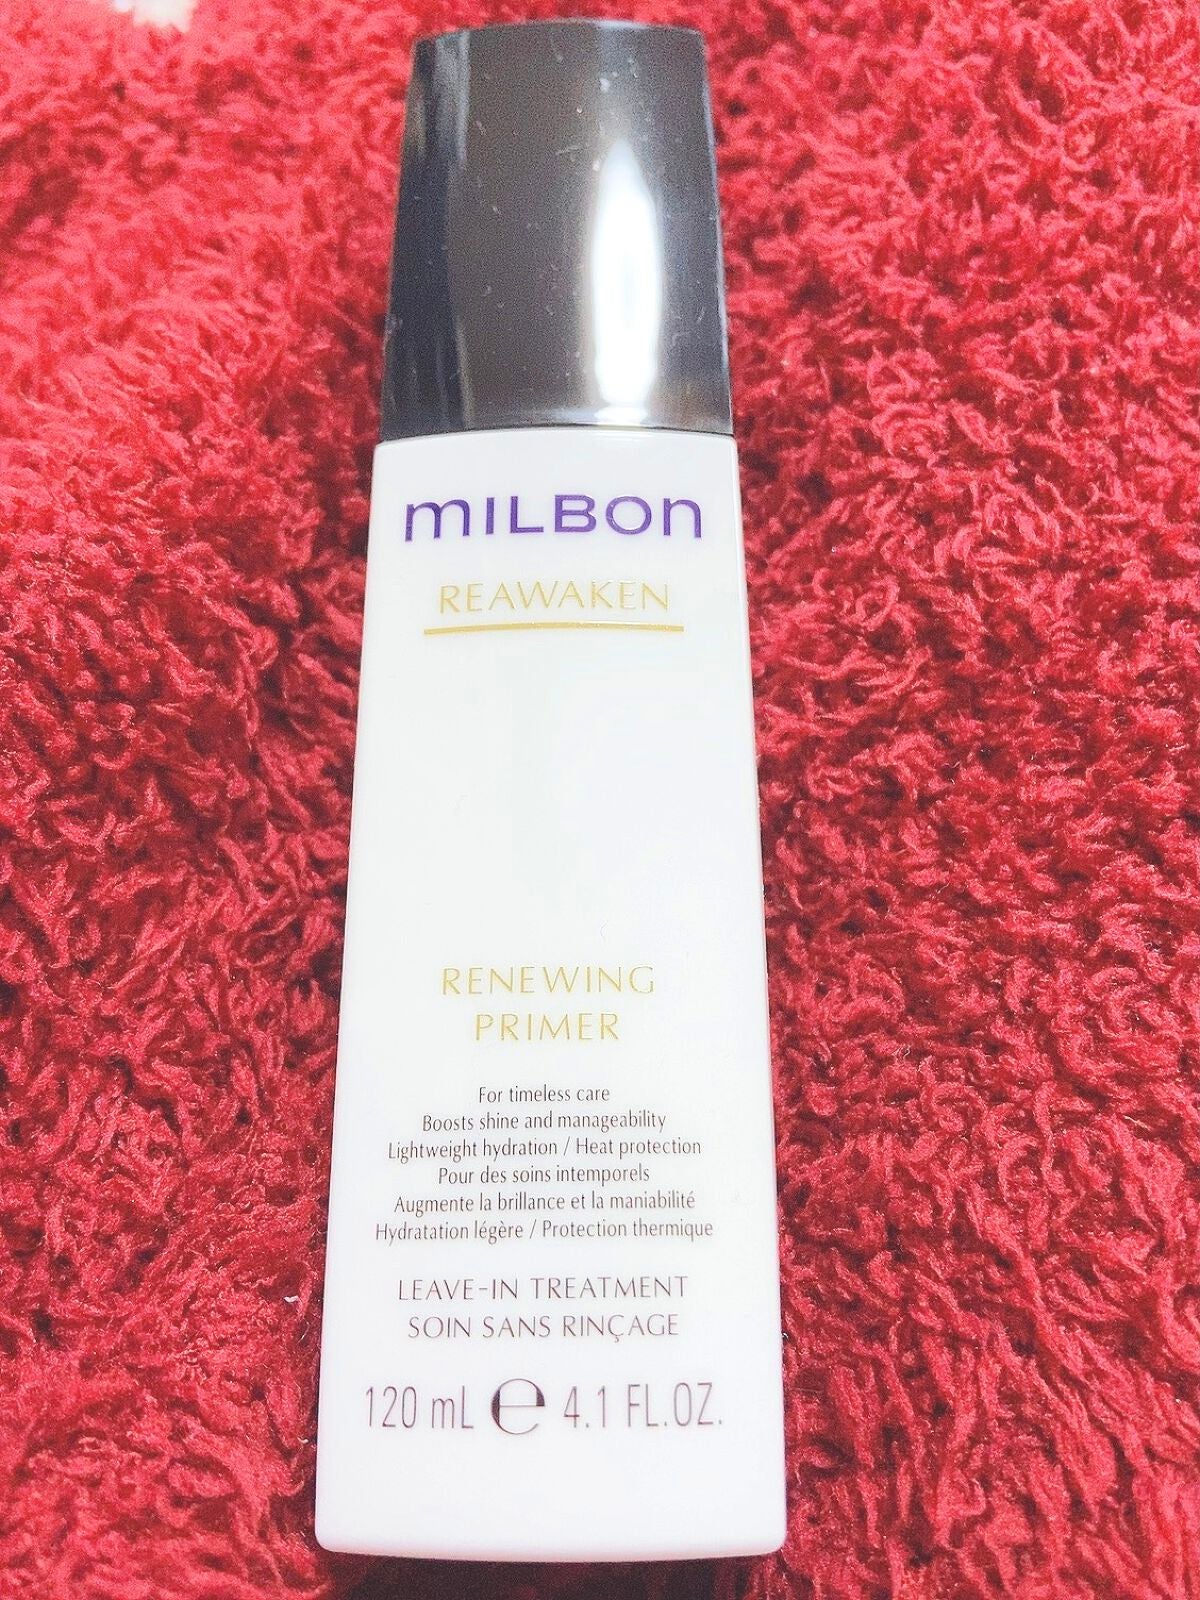 mILBOn
REAWAKEN
RENEWING
PRIMER
For timeless care
Boosts shine and manageability
Lightweight hydration / Heat protection
Pour des soins intemporels
Augmente la brillance et la maniabilité
Hydratation légère / Protection thermique
LEAVE-IN TREATMENT
SOIN SANS RINÇAGE
120 mL ℮ 4.1 FL.OZ.